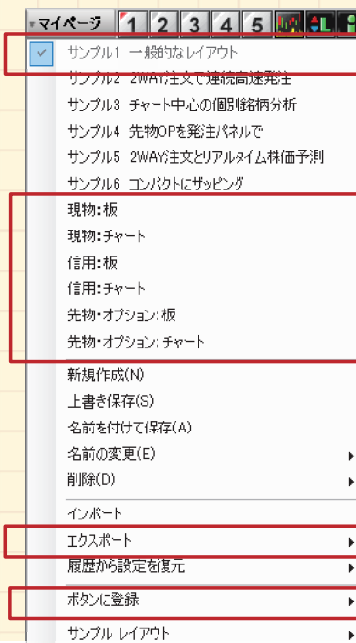 マイページ 1 2 3 4 5
サンプル1 一般的なレイアウト
サンプル2 2WAY注文で連続高速発注
サンプル3 チャート中心の個別銘柄分析
サンプル4 先物OPを発注パネルで
サンプル5 2WAY注文とリアルタイム株価予測
サンプル6 コンパクトにザッピング
現物:板
現物:チャート
信用:板
信用:チャート
先物・オプション:板
先物・オプション:チャート
新規作成(N)
上書き保存(S)
名前を付けて保存(A)
名前の変更(E)
削除(D)
インポート
エクスポート
履歴から設定を復元
ボタンに登録
サンプル レイアウト